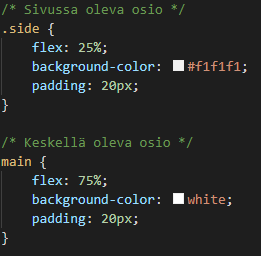 /* Sivussa oleva osio */
.side {
    flex: 25%;
    background-color: #f1f1f1;
    padding: 20px;
}

/* Keskellä oleva osio */
main {
    flex: 75%;
    background-color: white;
    padding: 20px;
}